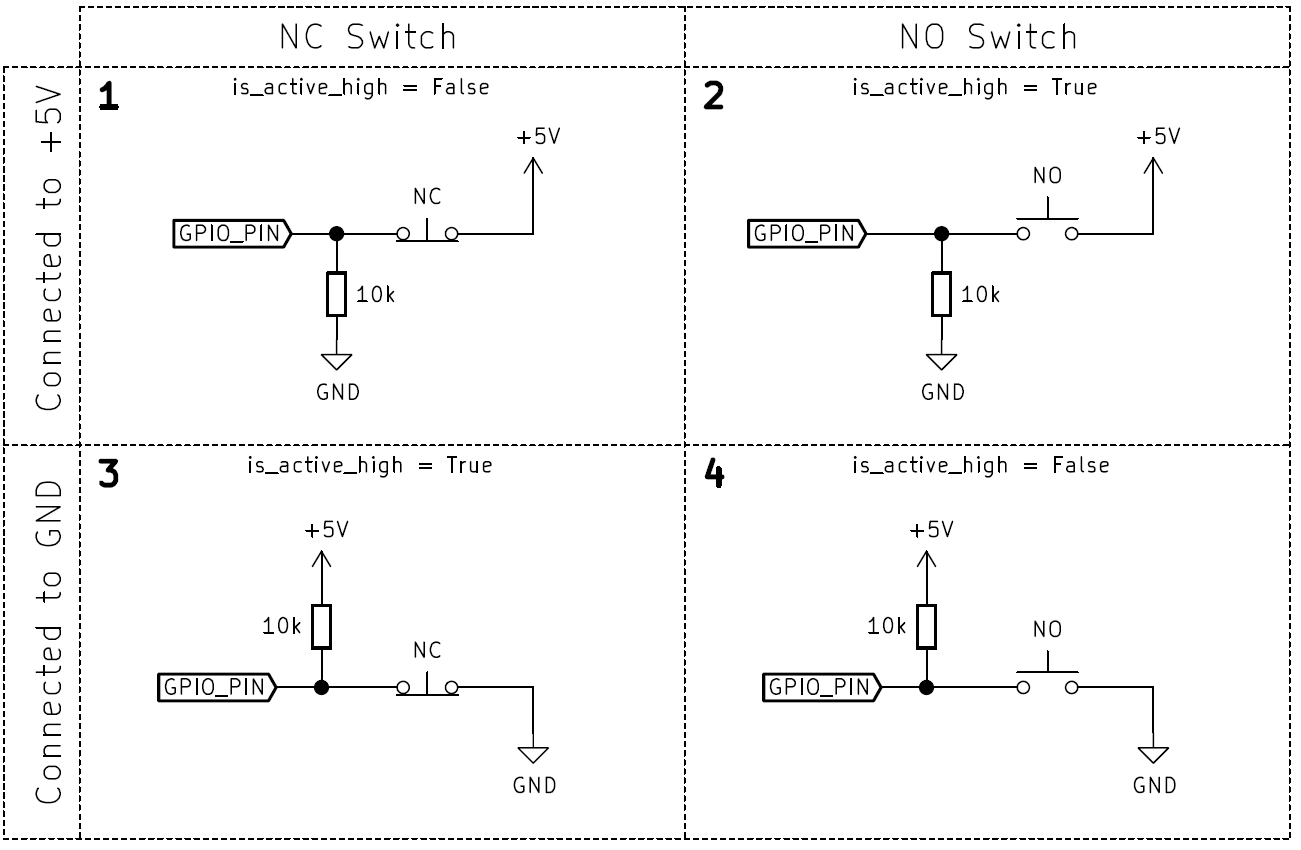 NC Switch
NO Switch
Connected to +5V
1
is_active_high = False
+5V
NC
GPIO_PIN
10k
GND
2
is_active_high = True
+5V
NO
GPIO_PIN
10k
GND
Connected to GND
3
is_active_high = True
+5V
10k
NC
GPIO_PIN
GND
4
is_active_high = False
+5V
10k
NO
GPIO_PIN
GND